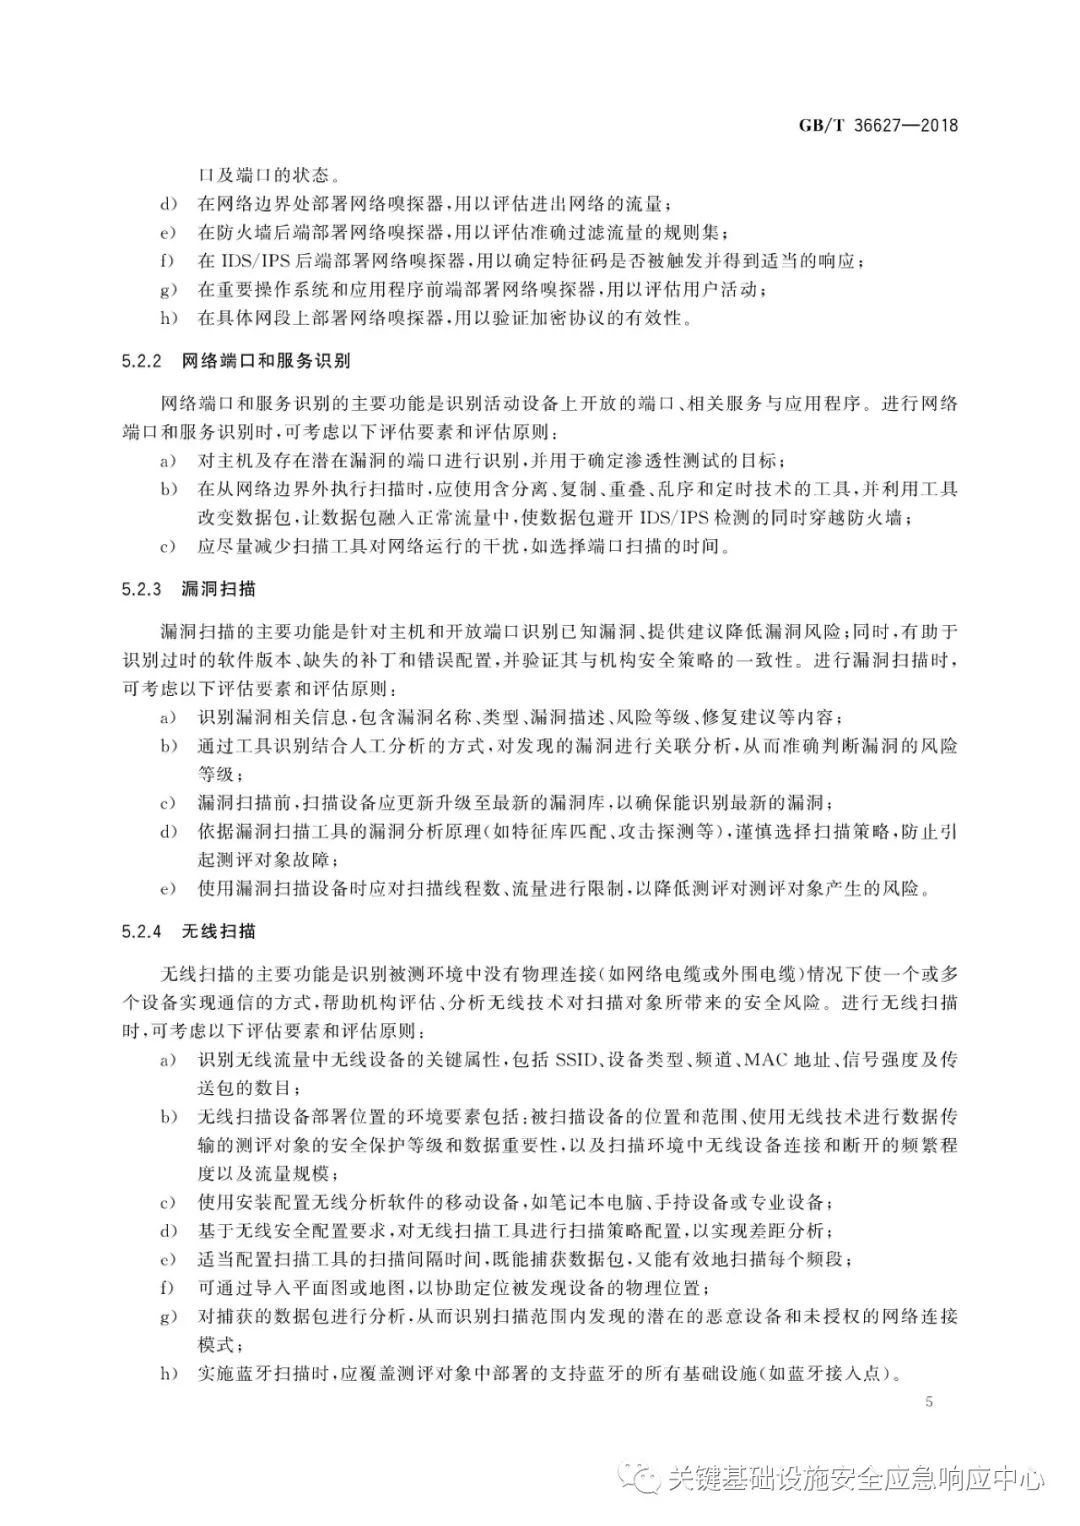 GB/T 36627—2018
口及端口的状态。
d) 在网络边界处部署网络嗅探器,用以评估进出网络的流量;
e) 在防火墙后端部署网络嗅探器,用以评估准确过滤流量的规则集;
f) 在 IDS/IPS 后端部署网络嗅探器,用以确定特征码是否被触发并得到适当的响应;
g) 在重要操作系统和应用程序前端部署网络嗅探器,用以评估用户活动;
h) 在具体网段上部署网络嗅探器,用以验证加密协议的有效性。
5.2.2 网络端口和服务识别
网络端口和服务识别的主要功能是识别活动设备上开放的端口、相关服务与应用程序。进行网络
端口和服务识别时,可考虑以下评估要素和评估原则:
a) 对主机及存在潜在漏洞的端口进行识别,并用于确定渗透性测试的目标;
b) 在从网络边界外执行扫描时,应使用含分离、复制、重叠、乱序和定时技术的工具,并利用工具
改变数据包,让数据包融入正常流量中,使数据包避开 IDS/IPS 检测的同时穿越防火墙;
c) 应尽量减少扫描工具对网络运行的干扰,如选择端口扫描的时间。
5.2.3 漏洞扫描
漏洞扫描的主要功能是针对主机和开放端口识别已知漏洞、提供建议降低漏洞风险;同时,有助于
识别过时的软件版本、缺失的补丁和错误配置,并验证其与机构安全策略的一致性。进行漏洞扫描时,
可考虑以下评估要素和评估原则:
a) 识别漏洞相关信息,包含漏洞名称、类型、漏洞描述、风险等级、修复建议等内容;
b) 通过工具识别结合人工分析的方式,对发现的漏洞进行关联分析,从而准确判断漏洞的风险
等级;
c) 漏洞扫描前,扫描设备应更新升级至最新的漏洞库,以确保能识别最新的漏洞;
d) 依据漏洞扫描工具的漏洞分析原理(如特征库匹配、攻击探测等),谨慎选择扫描策略,防止引
起测评对象故障;
e) 使用漏洞扫描设备时应对扫描线程数、流量进行限制,以降低测评对测评对象产生的风险。
5.2.4 无线扫描
无线扫描的主要功能是识别被测环境中没有物理连接(如网络电缆或外围电缆)情况下使一个或多
个设备实现通信的方式,帮助机构评估、分析无线技术对扫描对象所带来的安全风险。进行无线扫描
时,可考虑以下评估要素和评估原则:
a) 识别无线流量中无线设备的关键属性,包括 SSID、设备类型、频道、MAC 地址、信号强度及传
送包的数目;
b) 无线扫描设备部署位置的环境要素包括:被扫描设备的位置和范围、使用无线技术进行数据传
输的测评对象的安全保护等级和数据重要性,以及扫描环境中无线设备连接和断开的频繁程
度以及流量规模;
c) 使用安装配置无线分析软件的移动设备,如笔记本电脑、手持设备或专业设备;
d) 基于无线安全配置要求,对无线扫描工具进行扫描策略配置,以实现差距分析;
e) 适当配置扫描工具的扫描间隔时间,既能捕获数据包,又能有效地扫描每个频段;
f) 可通过导入平面图或地图,以协助定位被发现设备的物理位置;
g) 对捕获的数据包进行分析,从而识别扫描范围内发现的潜在的恶意设备和未授权的网络连接
模式;
h) 实施蓝牙扫描时,应覆盖测评对象中部署的支持蓝牙的所有基础设施(如蓝牙接入点)。
5
关键基础设施安全应急响应中心